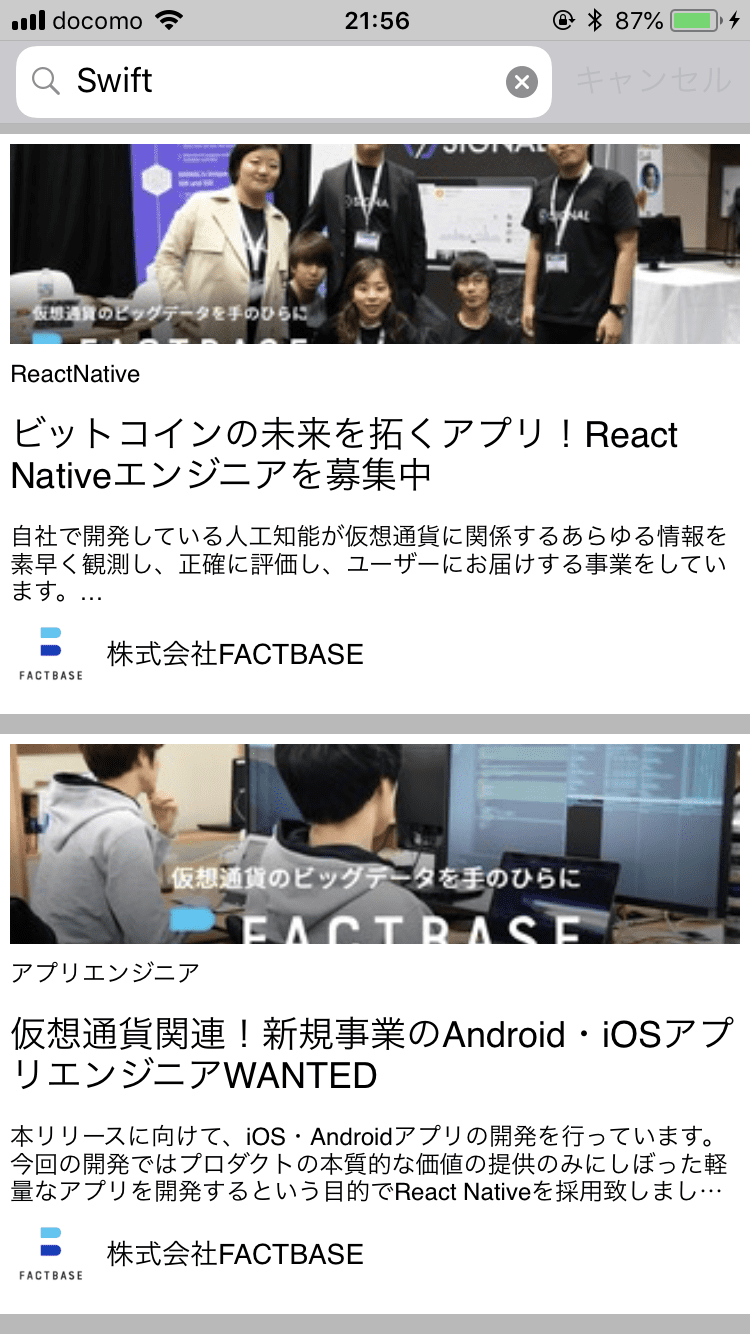 docomo 21:56 87%
Swift キャンセル
SIGNAL
SIGNAL
仮想通貨のビッグデータを手のひらに
FACTBASE
ReactNative
ビットコインの未来を拓くアプリ！React
Nativeエンジニアを募集中
自社で開発している人工知能が仮想通貨に関係するあらゆる情報を
素早く観測し、正確に評価し、ユーザーにお届けする事業をしてい
ます。...
FACTBASE
株式会社FACTBASE
仮想通貨のビッグデータを手のひらに
FACTBASE
アプリエンジニア
仮想通貨関連！新規事業のAndroid・iOSアプ
リエンジニアWANTED
本リリースに向けて、iOS・Androidアプリの開発を行っています。
今回の開発ではプロダクトの本質的な価値の提供のみにしぼった軽
量なアプリを開発するという目的でReact Nativeを採用致しまし…
FACTBASE
株式会社FACTBASE